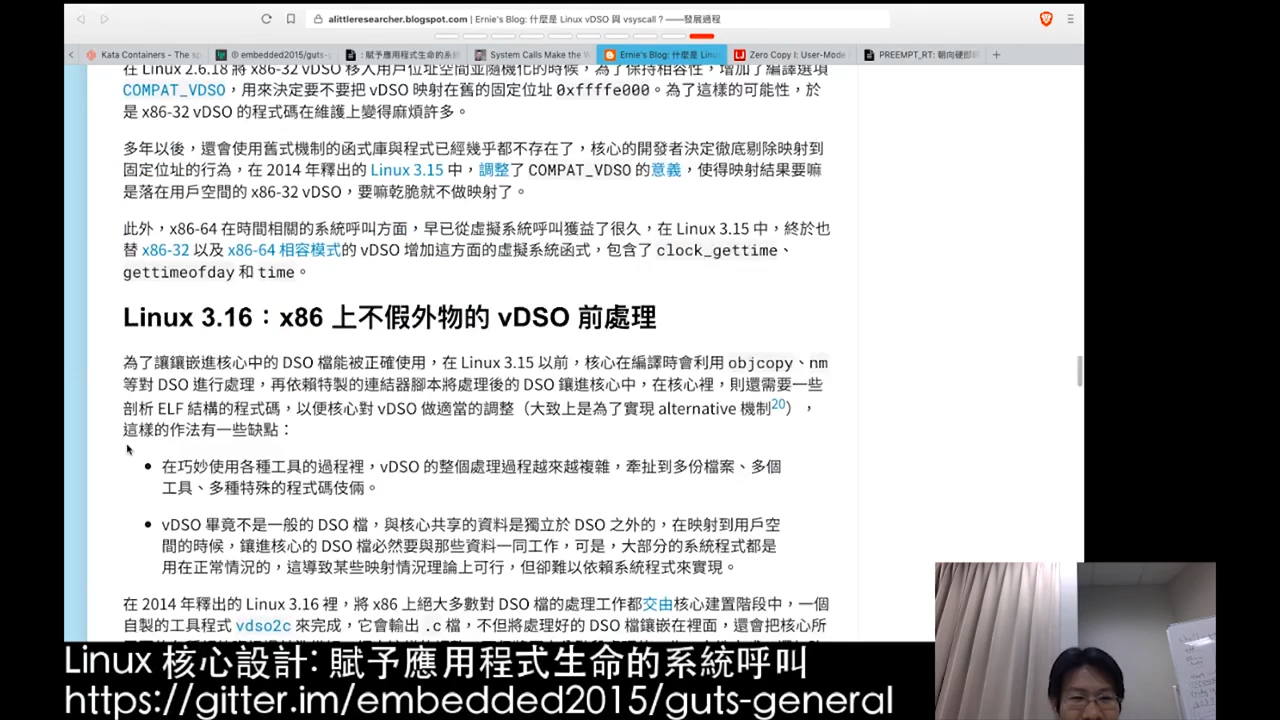 alittleresearcher.blogspot.com | Ernie's Blog: 什麼是 Linux vDSO 與 vsyscall？——發展過程
Kata Containers - The sp
embedded2015/guts-
: 賦予應用程式生命的系統
System Calls Make the W
Ernie's Blog: 什麼是 Linu
Zero Copy I: User-Mode
PREEMPT_RT: 朝向硬即
在 Linux 2.6.18 將 x86-32 vDSO 移入用戶位址空間並隨機化的時候，為了保持相容性，增加了編譯選項
COMPAT_VDSO，用來決定要不要把 vDSO 映射在舊的固定位址 0xffffe000。為了這樣的可能性，於
是 x86-32 vDSO 的程式碼在維護上變得麻煩許多。
多年以後，還會使用舊式機制的函式庫與程式已經幾乎都不存在了，核心的開發者決定徹底剔除映射到
固定位址的行為，在 2014 年釋出的 Linux 3.15 中，調整了 COMPAT_VDSO 的意義，使得映射結果要嘛
是落在用戶空間的 x86-32 vDSO，要嘛乾脆就不做映射了。
此外，x86-64 在時間相關的系統呼叫方面，早已從虛擬系統呼叫獲益了很久，在 Linux 3.15 中，終於也
替 x86-32 以及 x86-64 相容模式的 vDSO 增加這方面的虛擬系統函式，包含了 clock_gettime、
gettimeofday 和 time。
Linux 3.16：x86 上不假外物的 vDSO 前處理
為了讓鑲嵌進核心中的 DSO 檔能被正確使用，在 Linux 3.15 以前，核心在編譯時會利用 objcopy、nm
等對 DSO 進行處理，再依賴特製的連結器腳本將處理後的 DSO 鑲進核心中，在核心裡，則還需要一些
剖析 ELF 結構的程式碼，以便核心對 vDSO 做適當的調整（大致上是為了實現 alternative 機制20），
這樣的作法有一些缺點：
在巧妙使用各種工具的過程裡，vDSO 的整個處理過程越來越複雜，牽扯到多份檔案、多個
工具、多種特殊的程式碼伎倆。
vDSO 畢竟不是一般的 DSO 檔，與核心共享的資料是獨立於 DSO 之外的，在映射到用戶空
間的時候，鑲進核心的 DSO 檔必然要與那些資料一同工作，可是，大部分的系統程式都是
用在正常情況的，這導致某些映射情況理論上可行，但卻難以依賴系統程式來實現。
在 2014 年釋出的 Linux 3.16 裡，將 x86 上絕大多數對 DSO 檔的處理工作都交由核心建置階段中，一個
自製的工具程式 vdso2c 來完成，它會輸出 .c 檔，不但將處理好的 DSO 檔鑲嵌在裡面，還會把核心所
Linux 核心設計: 賦予應用程式生命的系統呼叫
https://gitter.im/embedded2015/guts-general